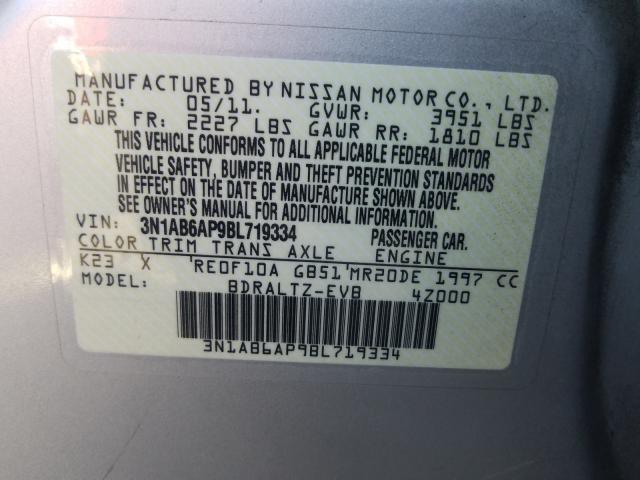 MANUFACTURED BY NISSAN MOTOR CO., LTD.
DATE: 05/11. GVWR: 3951 LBS
GAWR FR: 2227 LBS GAWR RR: 1810 LBS
THIS VEHICLE CONFORMS TO ALL APPLICABLE FEDERAL MOTOR
VEHICLE SAFETY, BUMPER AND THEFT PREVENTION STANDARDS
IN EFFECT ON THE DATE OF MANUFACTURE SHOWN ABOVE.
SEE OWNER'S MANUAL FOR ADDITIONAL INFORMATION.
VIN: 3N1AB6AP9BL719334 PASSENGER CAR.
COLOR TRIM TRANS AXLE ENGINE
K23 X 'RE0F10A GB51'MR20DE 1997 CC
MODEL: BDRALTZ-EVB 4Z000
3N1AB6AP9BL719334